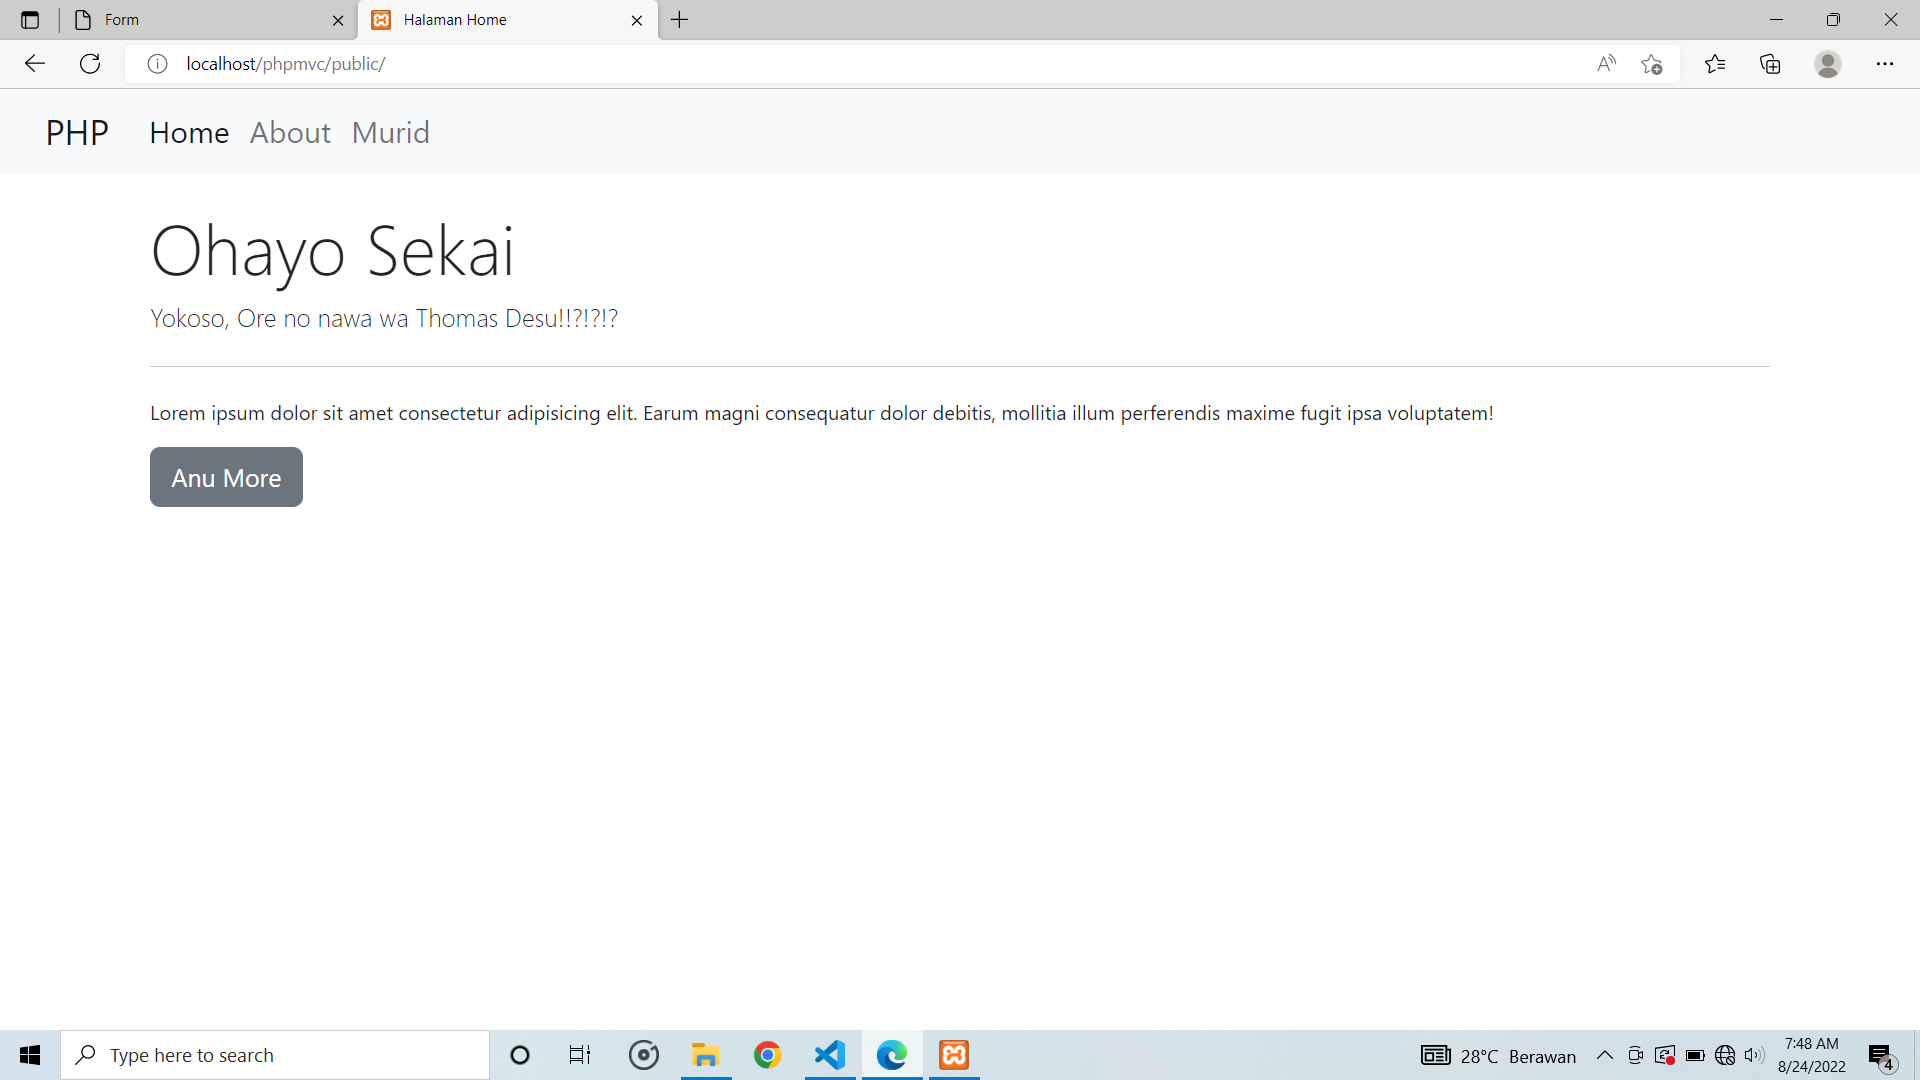 Form
Halaman Home
localhost/phpmvc/public/
PHP Home About Murid
Ohayo Sekai
Yokoso, Ore no nawa wa Thomas Desu!!?!?!?
Lorem ipsum dolor sit amet consectetur adipisicing elit. Earum magni consequatur dolor debitis, mollitia illum perferendis maxime fugit ipsa voluptatem!
Anu More
Type here to search
28°C Berawan
7:48 AM
8/24/2022
4